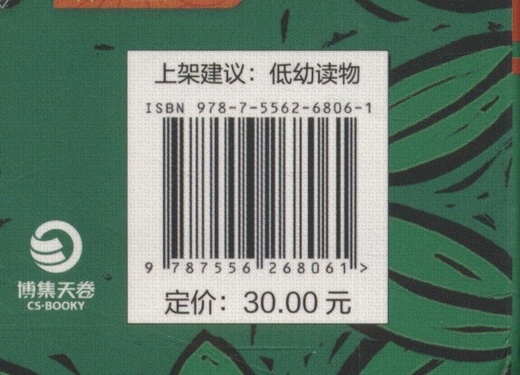 上架建议：低幼读物
ISBN 978-7-5562-6806-1
9 787556 268061 >
定价：30.00 元
博集天卷
CS-BOOKY